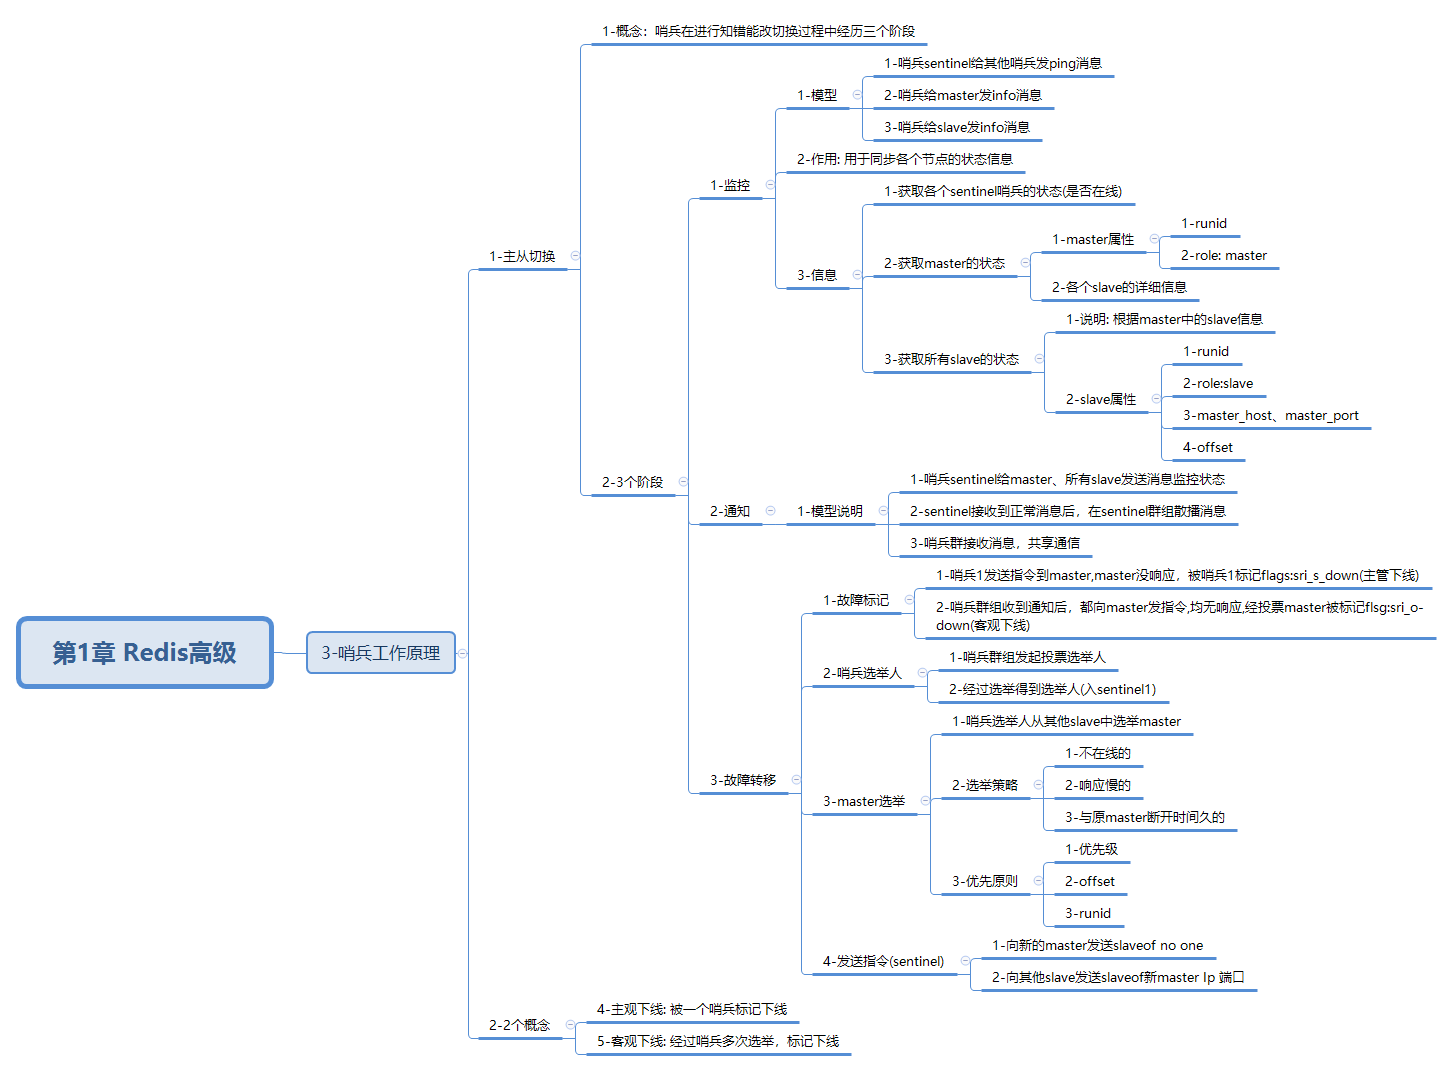 第1章 Redis高级
3-哨兵工作原理
1-主从切换
1-概念：哨兵在进行知错能改切换过程中经历三个阶段
2-3个阶段
1-监控
1-模型
1-哨兵sentinel给其他哨兵发ping消息
2-哨兵给master发info消息
3-哨兵给slave发info消息
2-作用: 用于同步各个节点的状态信息
3-信息
1-获取各个sentinel哨兵的状态(是否在线)
2-获取master的状态
1-master属性
1-runid
2-role: master
2-各个slave的详细信息
3-获取所有slave的状态
1-说明: 根据master中的slave信息
2-slave属性
1-runid
2-role:slave
3-master_host、master_port
4-offset
2-通知
1-模型说明
1-哨兵sentinel给master、所有slave发送消息监控状态
2-sentinel接收到正常消息后，在sentinel群组散播消息
3-哨兵群接收消息，共享通信
3-故障转移
1-故障标记
1-哨兵1发送指令到master,master没响应，被哨兵1标记flags:sri_s_down(主管下线)
2-哨兵群组收到通知后，都向master发指令,均无响应,经投票master被标记flsg:sri_o-
down(客观下线)
2-哨兵选举人
1-哨兵群组发起投票选举人
2-经过选举得到选举人(入sentinel1)
3-master选举
1-哨兵选举人从其他slave中选举master
2-选举策略
1-不在线的
2-响应慢的
3-与原master断开时间久的
3-优先原则
1-优先级
2-offset
3-runid
4-发送指令(sentinel)
1-向新的master发送slaveof no one
2-向其他slave发送slaveof新master Ip 端口
2-2个概念
4-主观下线: 被一个哨兵标记下线
5-客观下线: 经过哨兵多次选举，标记下线